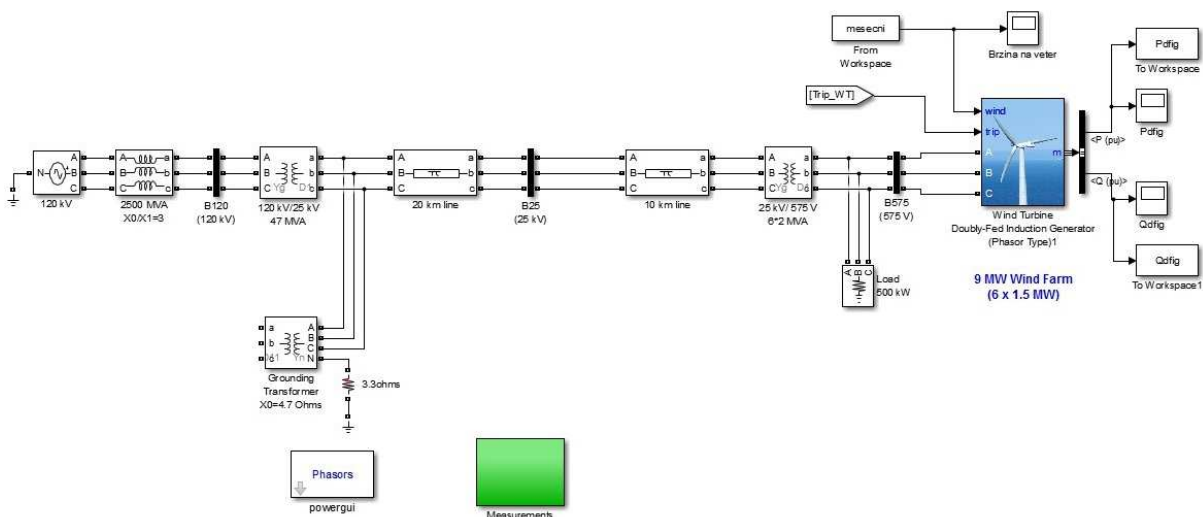 mesecni
From
Workspace
Brzina na veter
Pdfig
To Workspace
[Trip_WT]
wind
trip
A
B
C
m
<P (pu)>
<Q (pu)>
Pdfig
Qdfig
Qdfig
To Workspace1
Wind Turbine
Doubly-Fed Induction Generator
(Phasor Type)1
9 MW Wind Farm
(6 x 1.5 MW)
N
A
B
C
120 kV
A
B
C
2500 MVA
X0/X1=3
B120
(120 kV)
A
B
C
a
b
c
Yg
120 kV/25 kV
47 MVA
A
B
C
a
b
c
20 km line
B25
(25 kV)
A
B
C
a
b
c
10 km line
A
B
C
a
b
Yg
25 kV/ 575 V
6*2 MVA
B575
(575 V)
A
B
C
Load
500 kW
a
b
A
B
C
N
Yn
Grounding
Transformer
X0=4.7 Ohms
3.3ohms
Phasors
powergui
Measurements